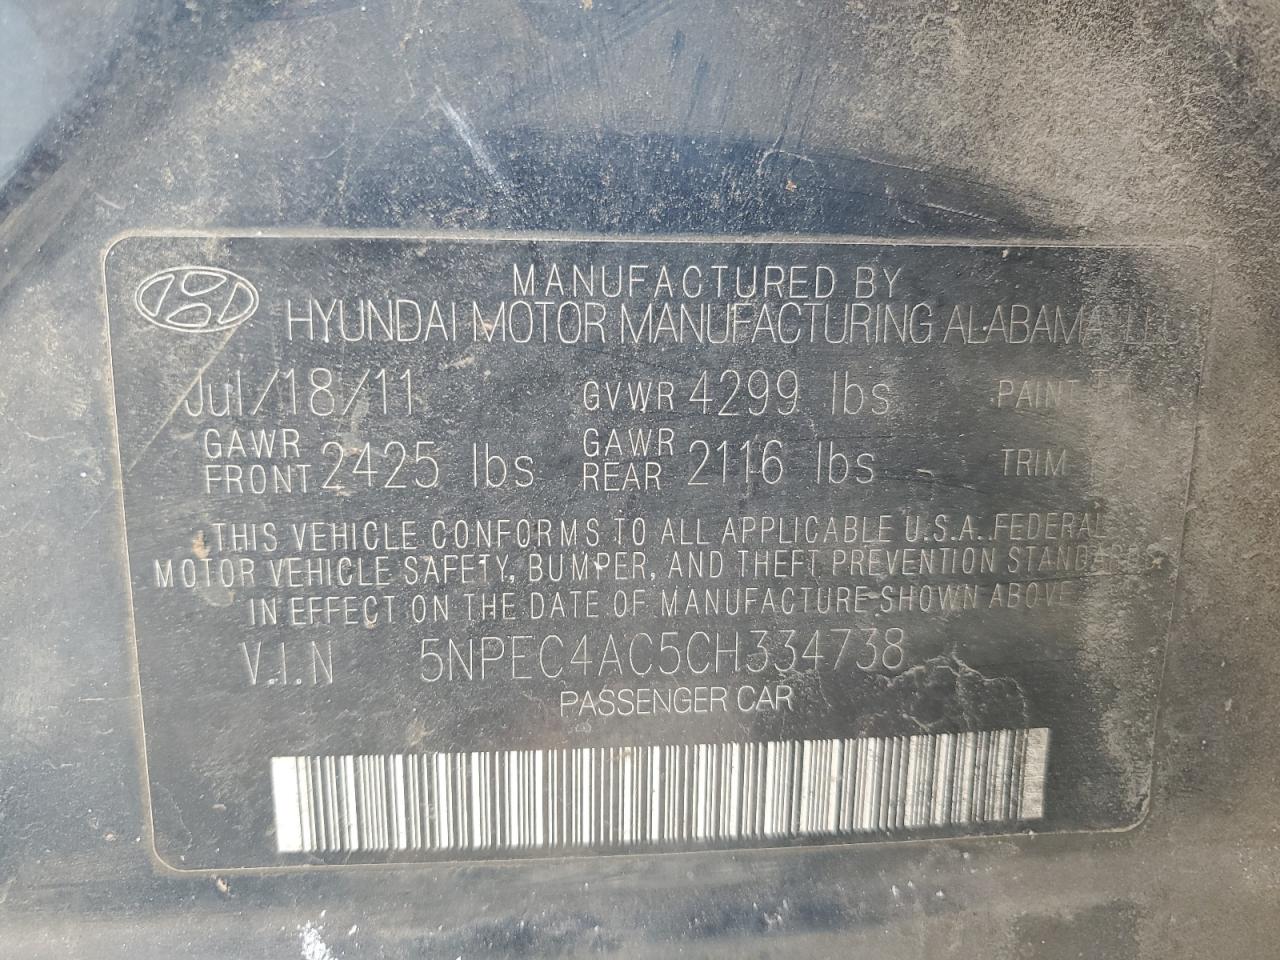 MANUFACTURED BY
HYUNDAI MOTOR MANUFACTURING ALABAMA, LLC
Jul/18/11 GVWR 4299 lbs PAINT
GAWR FRONT 2425 lbs GAWR REAR 2116 lbs TRIM
THIS VEHICLE CONFORMS TO ALL APPLICABLE U.S.A. FEDERAL
MOTOR VEHICLE SAFETY, BUMPER, AND THEFT PREVENTION STANDARDS
IN EFFECT ON THE DATE OF MANUFACTURE SHOWN ABOVE
V.I.N 5NPEC4AC5CH334738
PASSENGER CAR